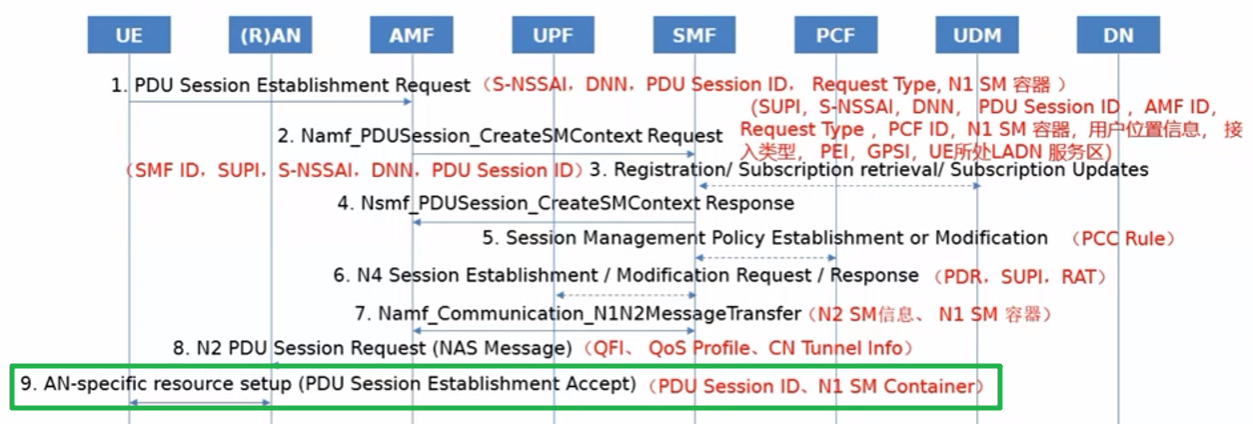 UE (R)AN AMF UPF SMF PCF UDM DN
1. PDU Session Establishment Request（S-NSSAI，DNN，PDU Session ID， Request Type, N1 SM 容器 ）
(SUPI，S-NSSAI，DNN， PDU Session ID ，AMF ID，
2. Namf_PDUSession_CreateSMContext Request Request Type ，PCF ID，N1 SM 容器，用户位置信息， 接
入类型， PEI，GPSI，UE所处LADN 服务区)
（SMF ID，SUPI，S-NSSAI，DNN，PDU Session ID）3. Registration/ Subscription retrieval/ Subscription Updates
4. Nsmf_PDUSession_CreateSMContext Response
5. Session Management Policy Establishment or Modification （PCC Rule）
6. N4 Session Establishment / Modification Request / Response （PDR，SUPI，RAT）
7. Namf_Communication_N1N2MessageTransfer（N2 SM信息、 N1 SM 容器）
8. N2 PDU Session Request (NAS Message)（QFI、 QoS Profile、CN Tunnel Info）
9. AN-specific resource setup (PDU Session Establishment Accept)（PDU Session ID、N1 SM Container）